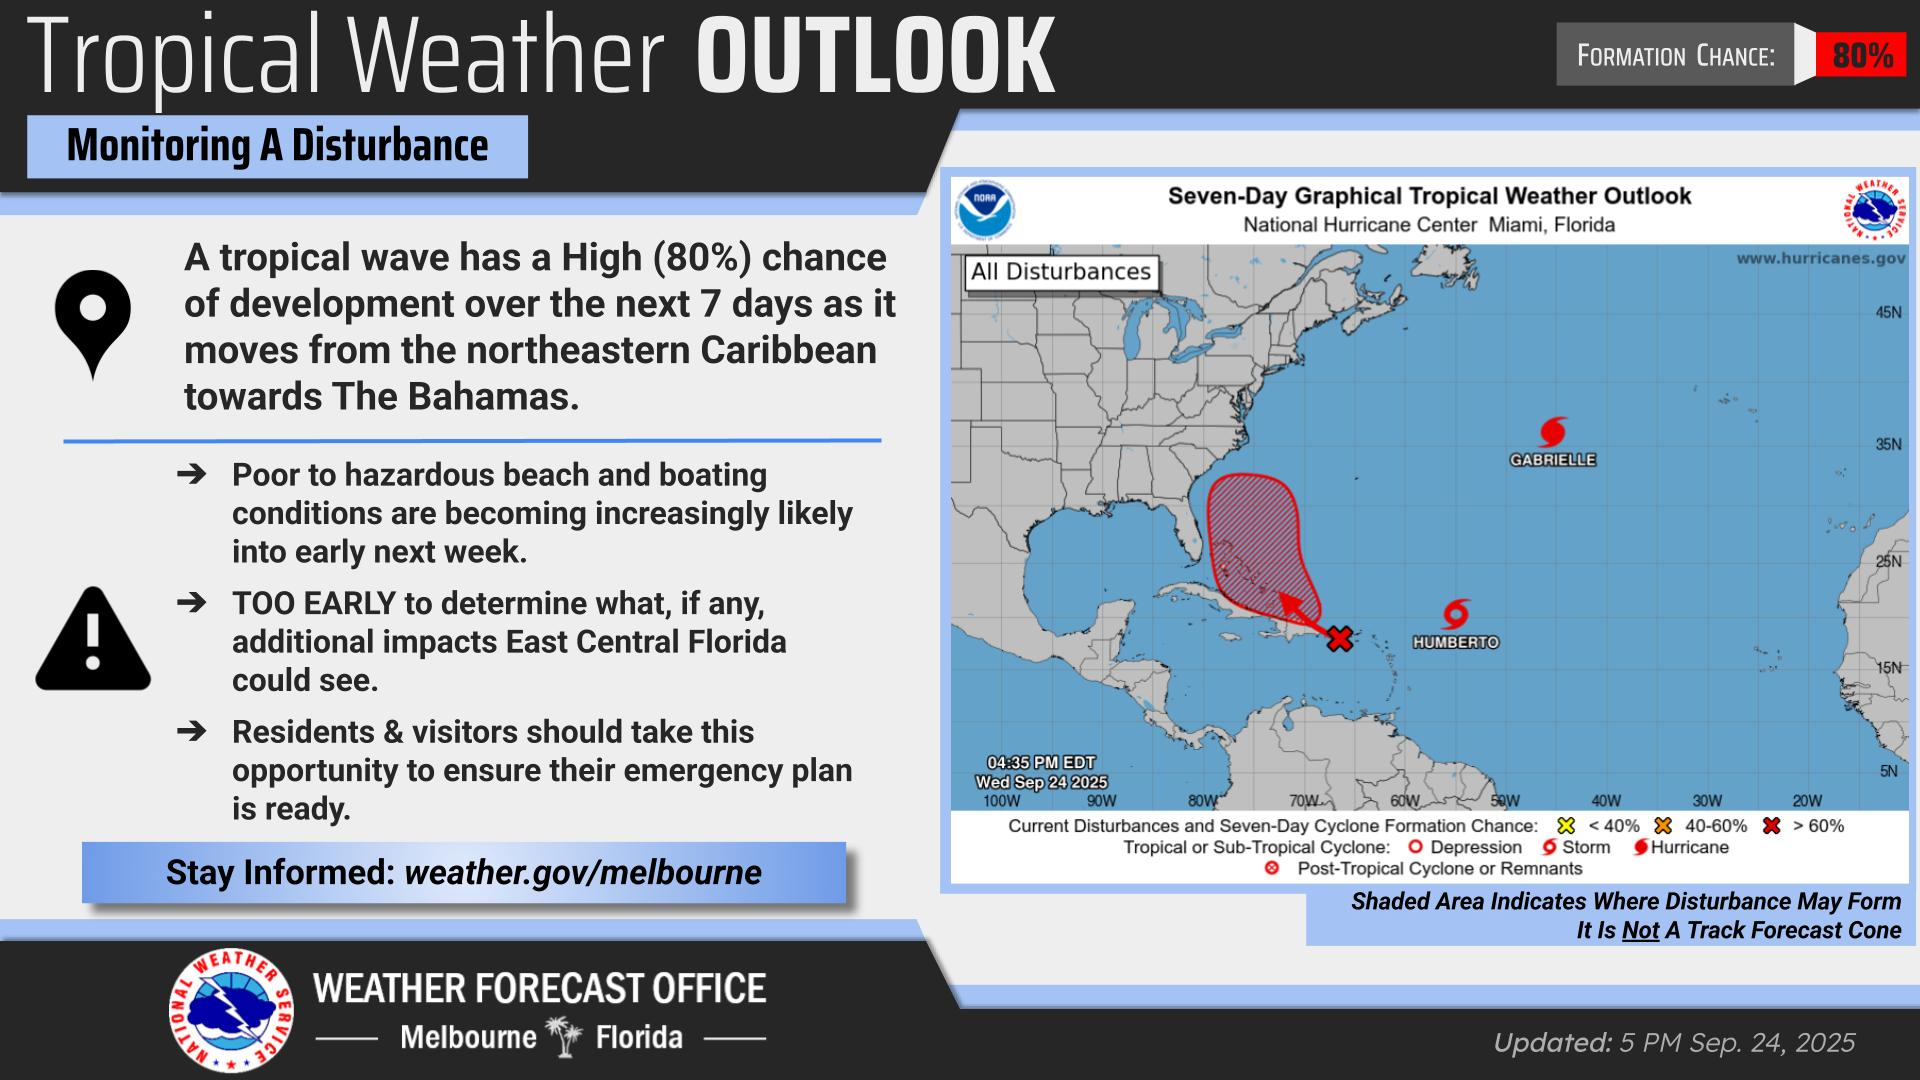 Tropical Weather OUTLOOK
FORMATION CHANCE: 80%
Monitoring A Disturbance
A tropical wave has a High (80%) chance
of development over the next 7 days as it
moves from the northeastern Caribbean
towards The Bahamas.
➔ Poor to hazardous beach and boating
conditions are becoming increasingly likely
into early next week.
➔ TOO EARLY to determine what, if any,
additional impacts East Central Florida
could see.
➔ Residents & visitors should take this
opportunity to ensure their emergency plan
is ready.
Stay Informed: weather.gov/melbourne
NATIONAL WEATHER SERVICE
WEATHER FORECAST OFFICE
Melbourne Florida
NOAA
Seven-Day Graphical Tropical Weather Outlook
National Hurricane Center Miami, Florida
NATIONAL WEATHER SERVICE
All Disturbances
www.hurricanes.gov
45N
35N
GABRIELLE
25N
HUMBERTO
15N
04:35 PM EDT
Wed Sep 24 2025
5N
100W 90W 80W 70W 60W 50W 40W 30W 20W
Current Disturbances and Seven-Day Cyclone Formation Chance: < 40% 40-60% > 60%
Tropical or Sub-Tropical Cyclone: Depression Storm Hurricane
Post-Tropical Cyclone or Remnants
Shaded Area Indicates Where Disturbance May Form
It Is Not A Track Forecast Cone
Updated: 5 PM Sep. 24, 2025